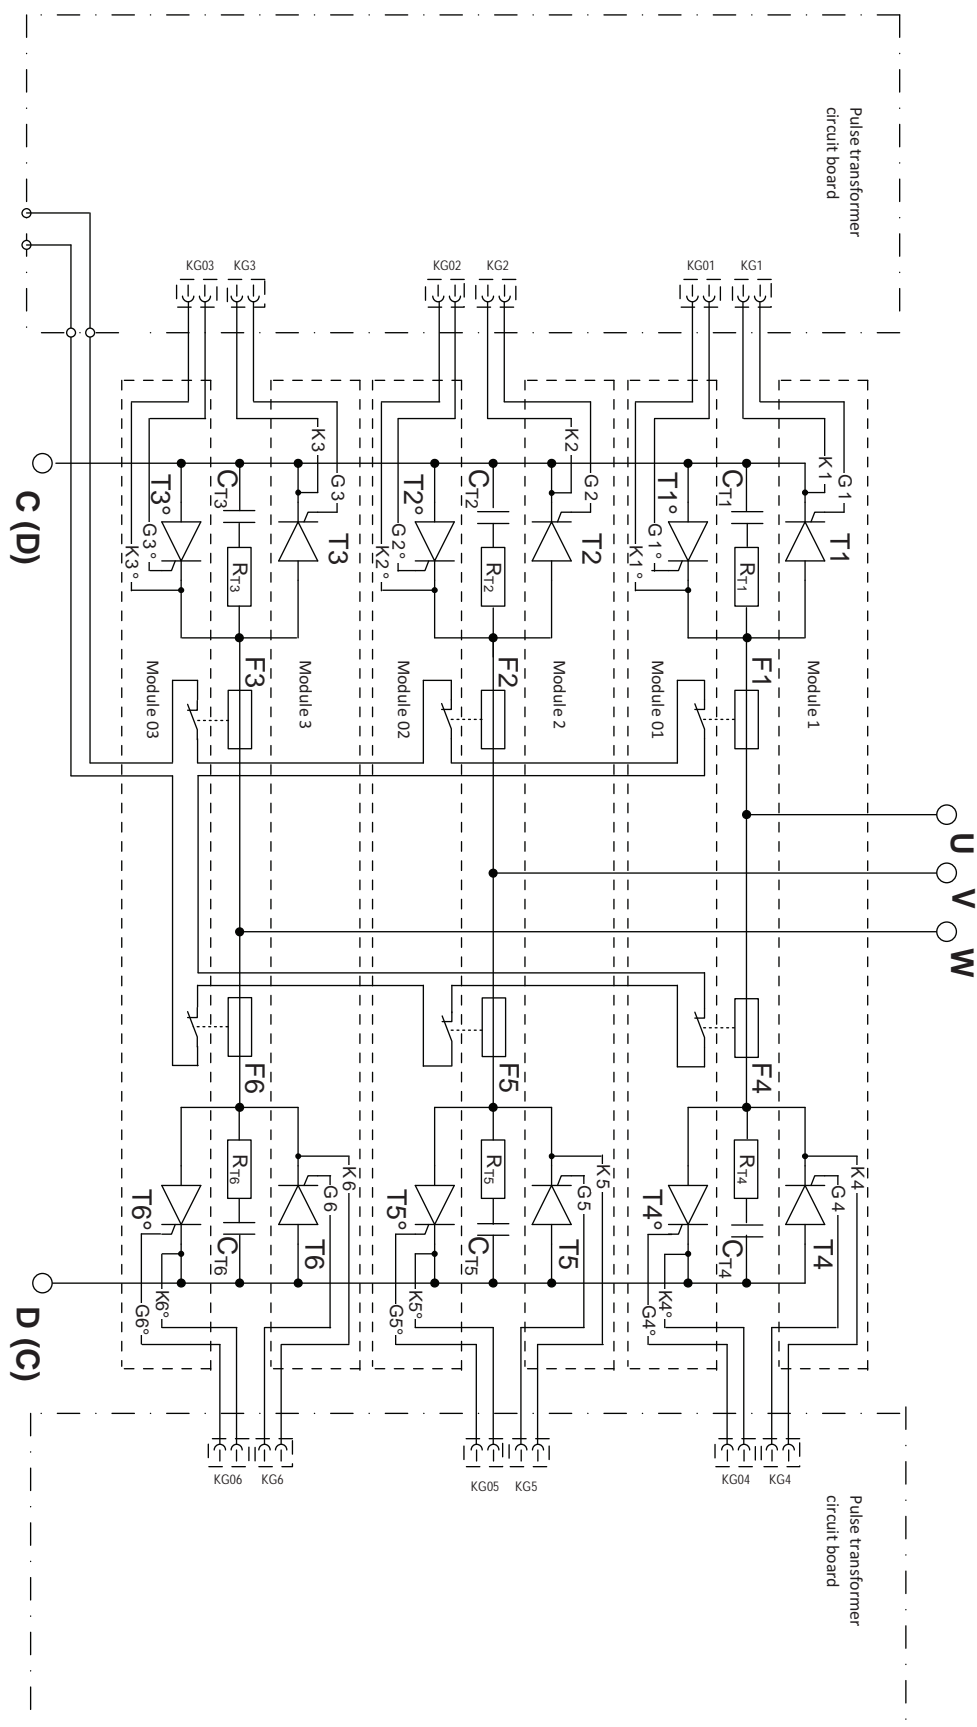 Pulse transformer
circuit board
KG1
KG01
KG2
KG02
KG3
KG03
G1
K1
G1°
K1°
G2
K2
G2°
K2°
G3
K3
G3°
K3°
T1
CT1
RT1
T1°
T2
CT2
RT2
T2°
T3
CT3
RT3
T3°
C (D)
Module 1
F1
Module 01
Module 2
F2
Module 02
Module 3
F3
Module 03
U
V
W
F4
F5
F6
T4
RT4
CT4
T4°
T5
RT5
CT5
T5°
T6
RT6
CT6
T6°
K4
G4
K4°
G4°
K5
G5
K5°
G5°
K6
G6
K6°
G6°
D (C)
KG4
KG04
KG5
KG05
KG6
KG06
Pulse transformer
circuit board